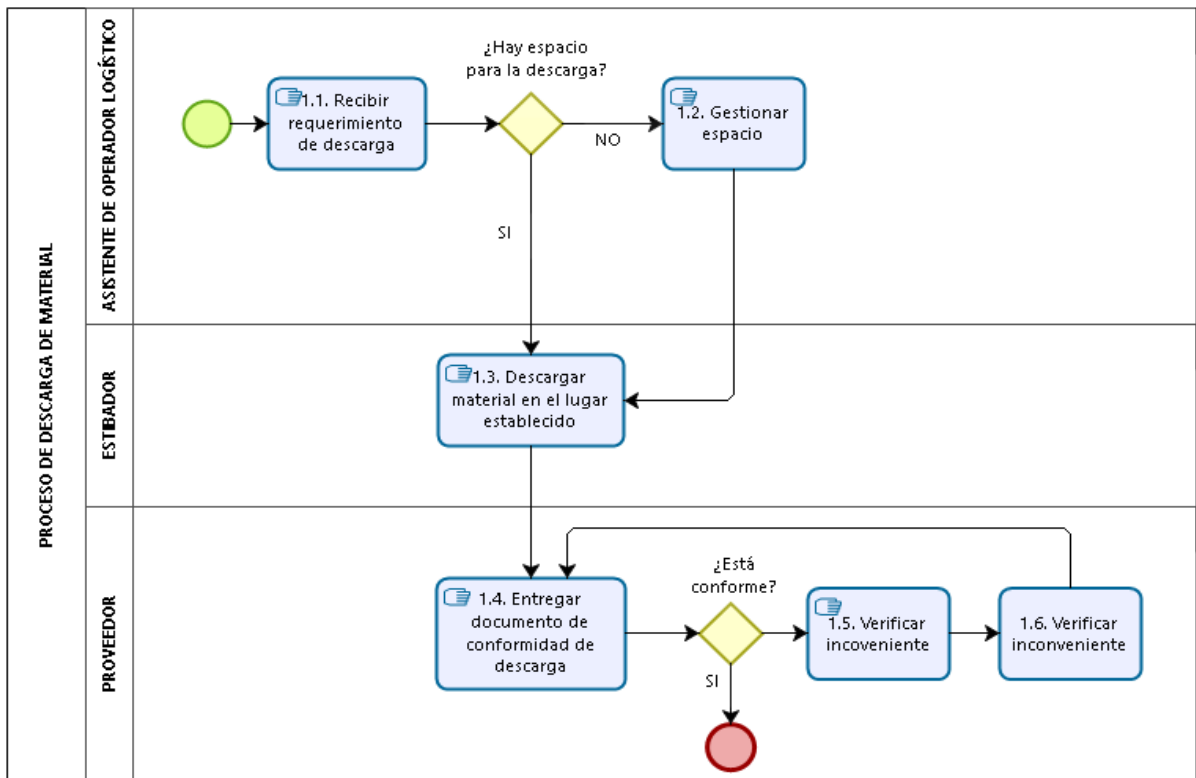 PROCESO DE DESCARGA DE MATERIAL
ASISTENTE DE OPERADOR LOGÍSTICO
¿Hay espacio
para la descarga?
1.1. Recibir
requerimiento
de descarga
NO
1.2. Gestionar
espacio
SI
ESTIBADOR
1.3. Descargar
material en el lugar
establecido
PROVEEDOR
¿Está
conforme?
1.4. Entregar
documento de
conformidad de
descarga
1.5. Verificar
incoveniente
1.6. Verificar
inconveniente
SI